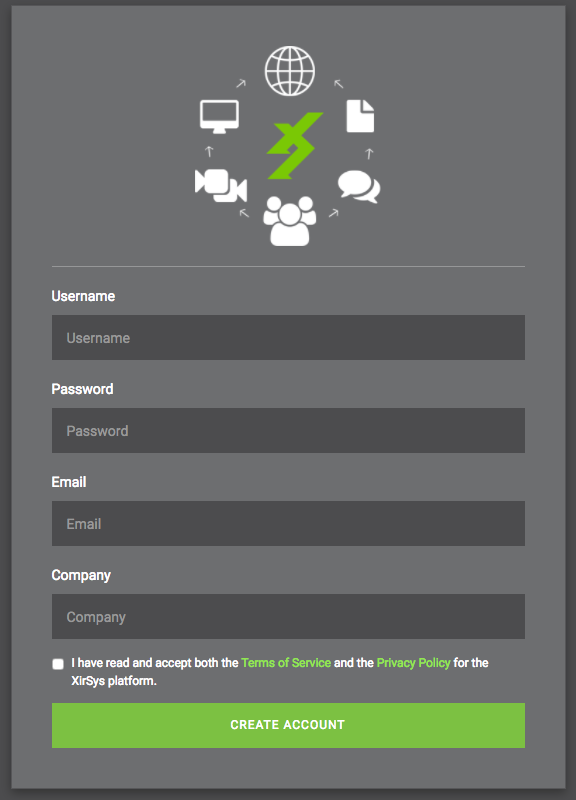 Username
Username
Password
Password
Email
Email
Company
Company
I have read and accept both the Terms of Service and the Privacy Policy for the
XirSys platform.
CREATE ACCOUNT